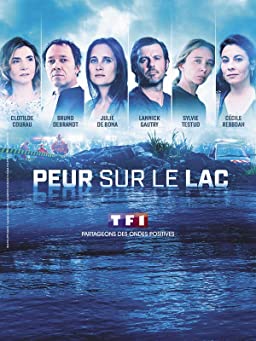 CLOTILDE
COURAU
BRUNO
DEBRANDT
JULIE
DE BONA
LANNICK
GAUTRY
SYLVIE
TESTUD
CÉCILE
REBBOAH
PEUR SUR LE LAC
TF1
PARTAGEONS DES ONDES POSITIVES